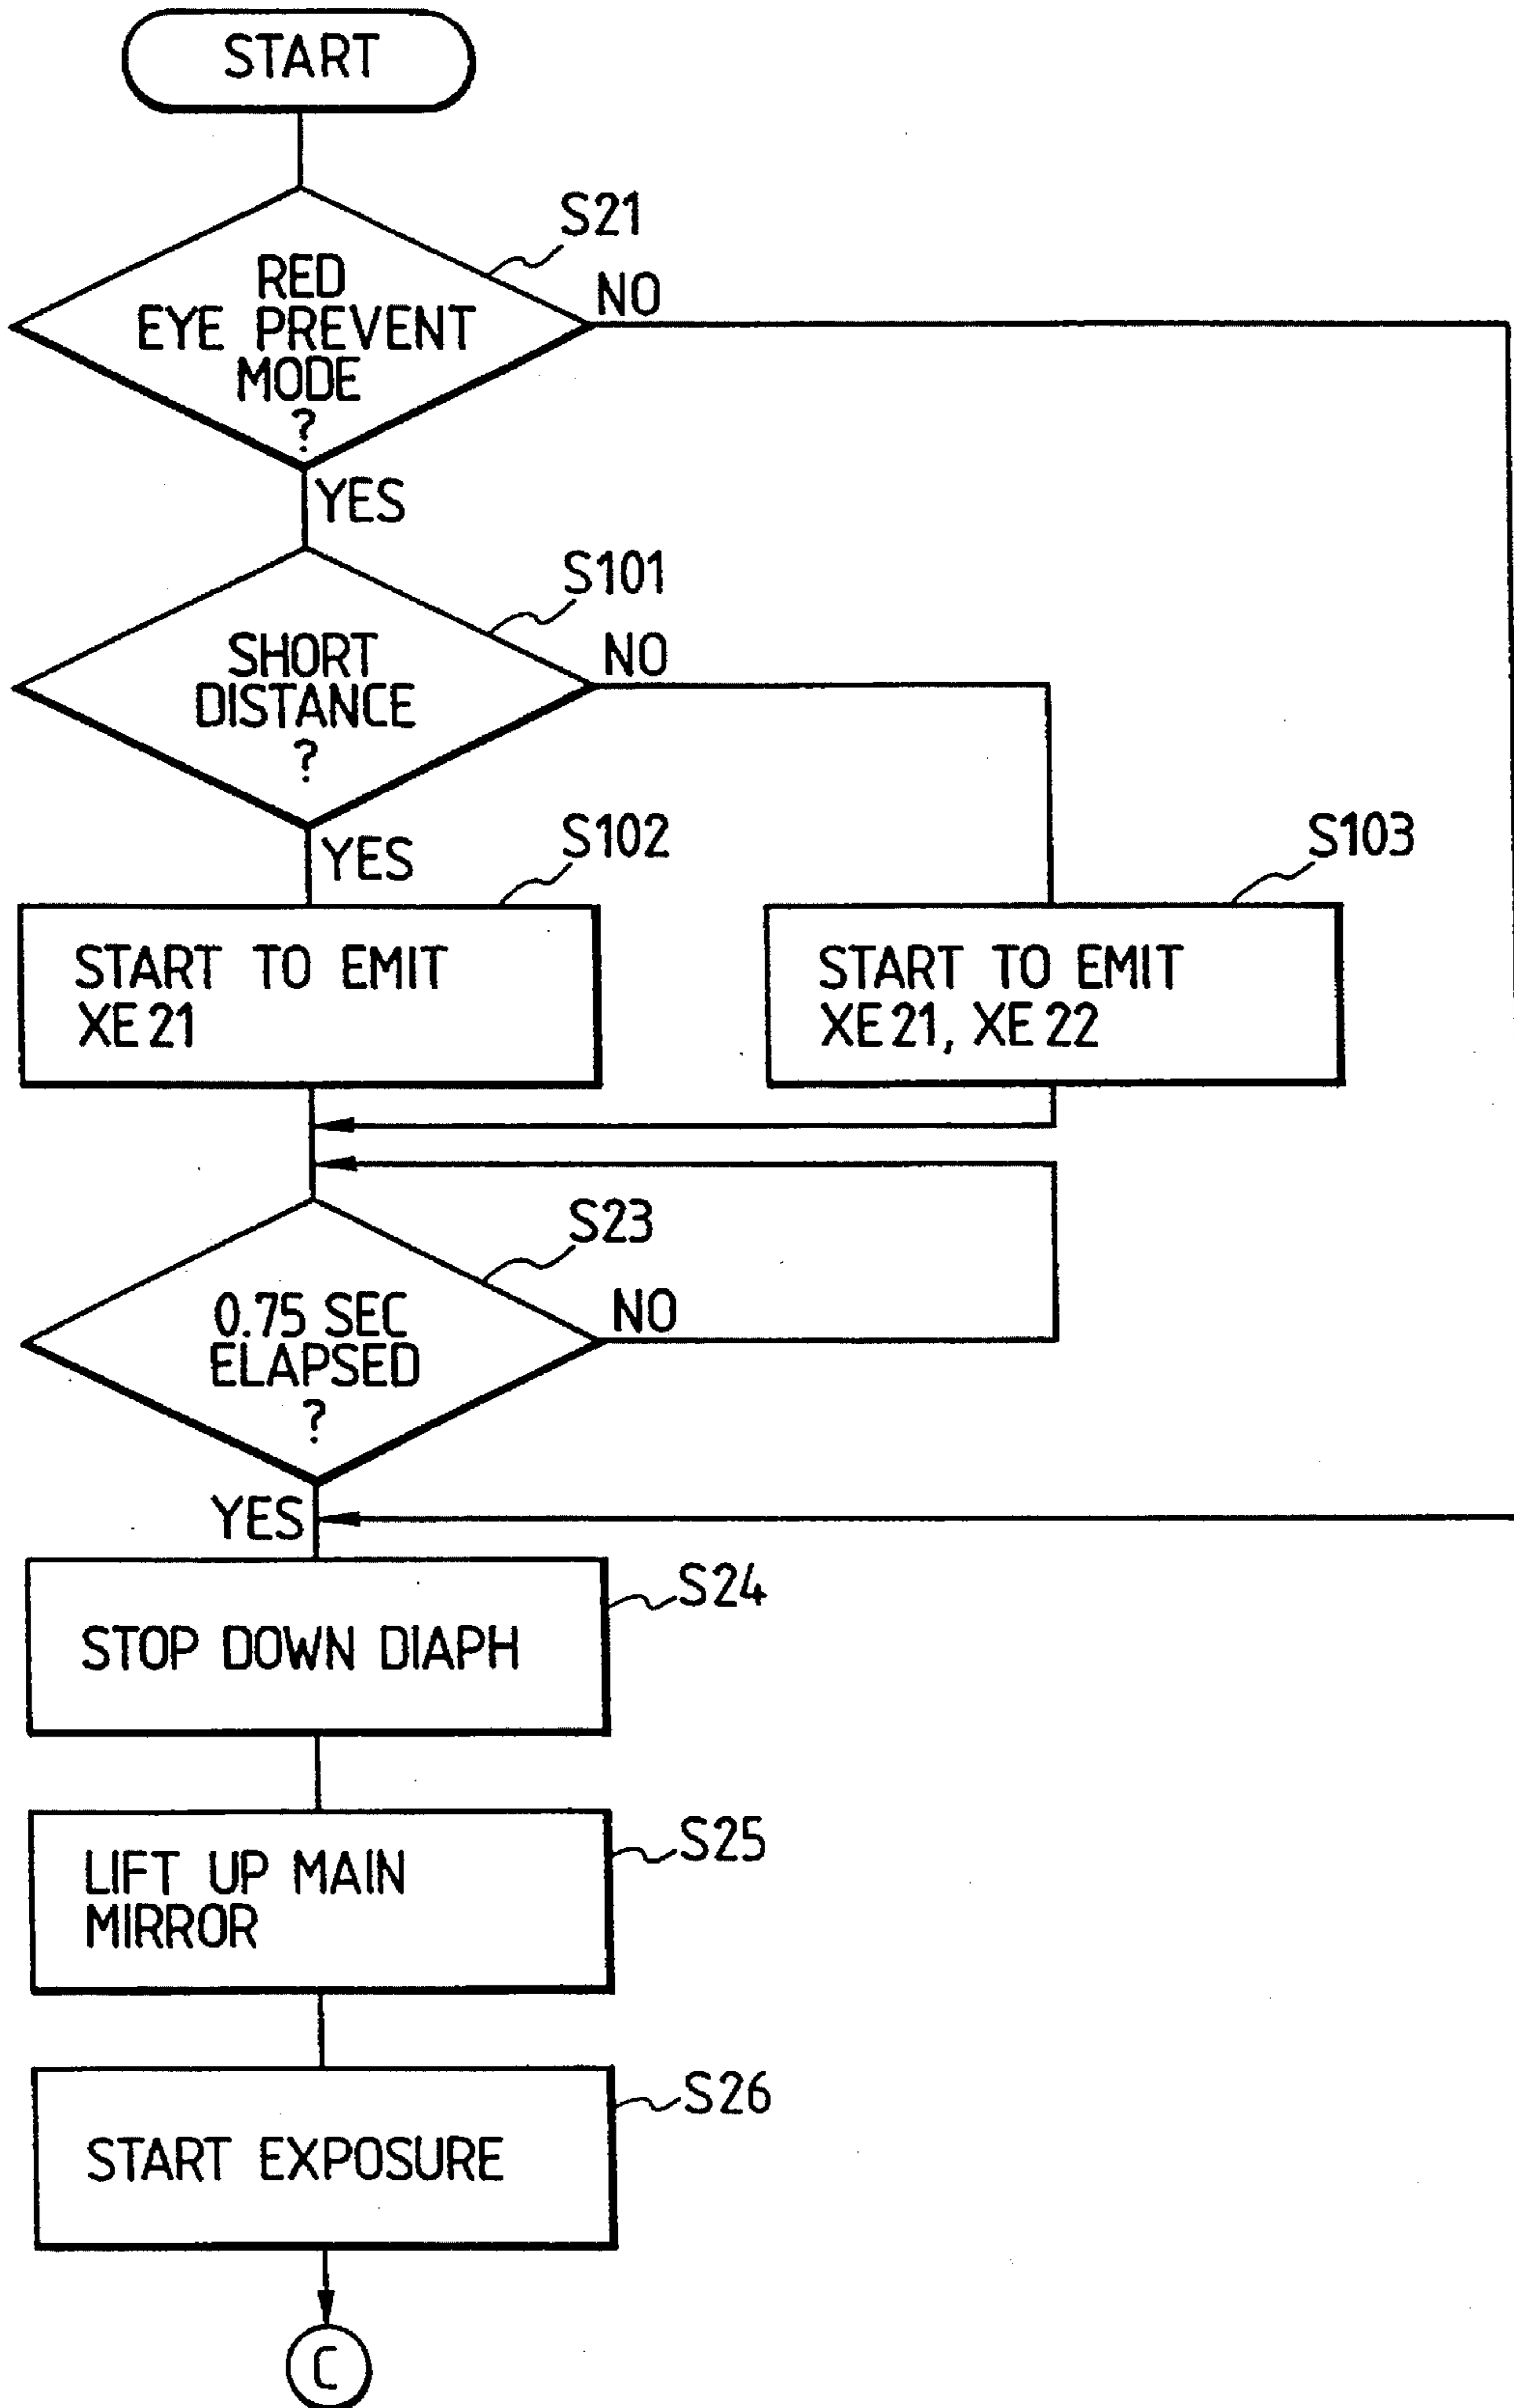 START
S21
RED
EYE PREVENT
MODE
?
NO
YES
S101
SHORT
DISTANCE
?
NO
YES
S102
START TO EMIT
XE21
S103
START TO EMIT
XE21, XE22
S23
0.75 SEC
ELAPSED
?
NO
YES
S24
STOP DOWN DIAPH
S25
LIFT UP MAIN
MIRROR
S26
START EXPOSURE
C